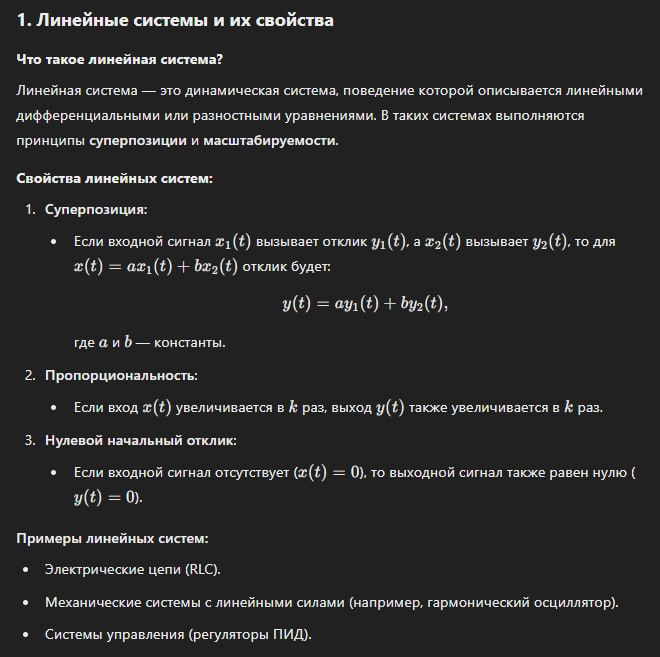 1. Линейные системы и их свойства
Что такое линейная система?
Линейная система — это динамическая система, поведение которой описывается линейными
дифференциальными или разностными уравнениями. В таких системах выполняются
принципы суперпозиции и масштабируемости.
Свойства линейных систем:
1. Суперпозиция:
• Если входной сигнал x₁(t) вызывает отклик y₁(t), а x₂(t) вызывает y₂(t), то для
x(t) = ax₁(t) + bx₂(t) отклик будет:
y(t) = ay₁(t) + by₂(t),
где a и b — константы.
2. Пропорциональность:
• Если вход x(t) увеличивается в k раз, выход y(t) также увеличивается в k раз.
3. Нулевой начальный отклик:
• Если входной сигнал отсутствует (x(t) = 0), то выходной сигнал также равен нулю (
y(t) = 0).
Примеры линейных систем:
• Электрические цепи (RLC).
• Механические системы с линейными силами (например, гармонический осциллятор).
• Системы управления (регуляторы ПИД).